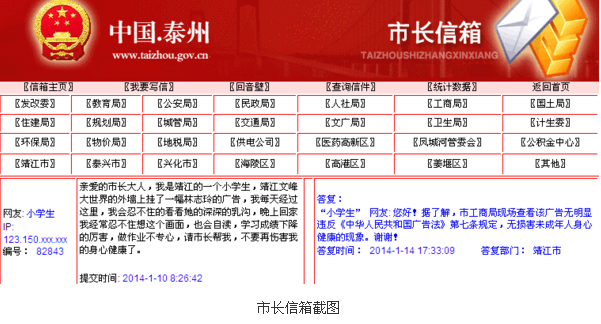 中国.泰州
www.taizhou.gov.cn
市长信箱
TAIZHOUSHIZHANGXINXIANG
〖信箱主页〗 〖我要写信〗 〖回音壁〗 〖查询信件〗 〖统计数据〗 返回首页
〖发改委〗 〖教育局〗 〖公安局〗 〖民政局〗 〖人社局〗 〖工商局〗 〖国土局〗
〖住建局〗 〖规划局〗 〖城管局〗 〖交通局〗 〖文广局〗 〖卫生局〗 〖计生委〗
〖环保局〗 〖物价局〗 〖地税局〗 〖供电公司〗 〖医药高新区〗 〖凤城河管委会〗 〖公积金中心〗
〖靖江市〗 〖泰兴市〗 〖兴化市〗 〖海陵区〗 〖高港区〗 〖姜堰区〗 〖其他〗
网友: 小学生
IP:
123.150.xxx.xxx
编号: 82843
亲爱的市长大人，我是靖江的一个小学生，靖江文峰
大世界的外墙上挂了一幅林志玲的广告，我每天经过
这里，我会忍不住的看看她的深深的乳沟，晚上回家
我经常忍不住想这个画面，也会自渎，学习成绩下降
的厉害，做作业不专心，请市长帮我，不要再伤害我
的身心健康了。
提交时间: 2014-1-10 8:26:42
答复:
“小学生” 网友: 您好! 据了解，市工商局现场查看该广告无明显
违反《中华人民共和国广告法》第七条规定，无损害未成年人身心
健康的现象。谢谢!
答复时间: 2014-1-14 17:33:09 答复部门: 靖江市
市长信箱截图